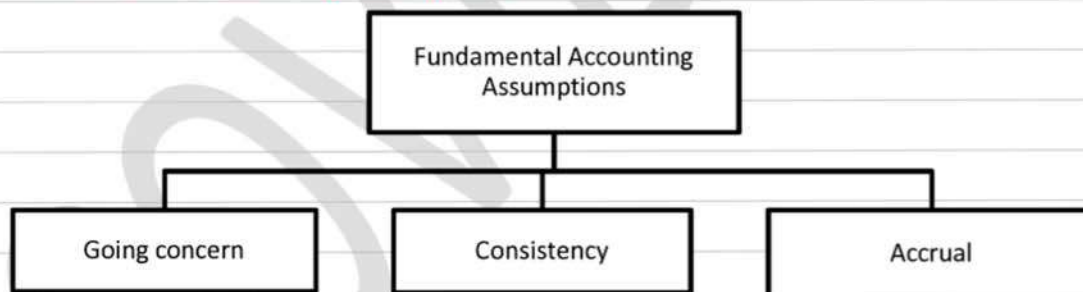 Fundamental Accounting
Assumptions
Going concern
Consistency
Accrual